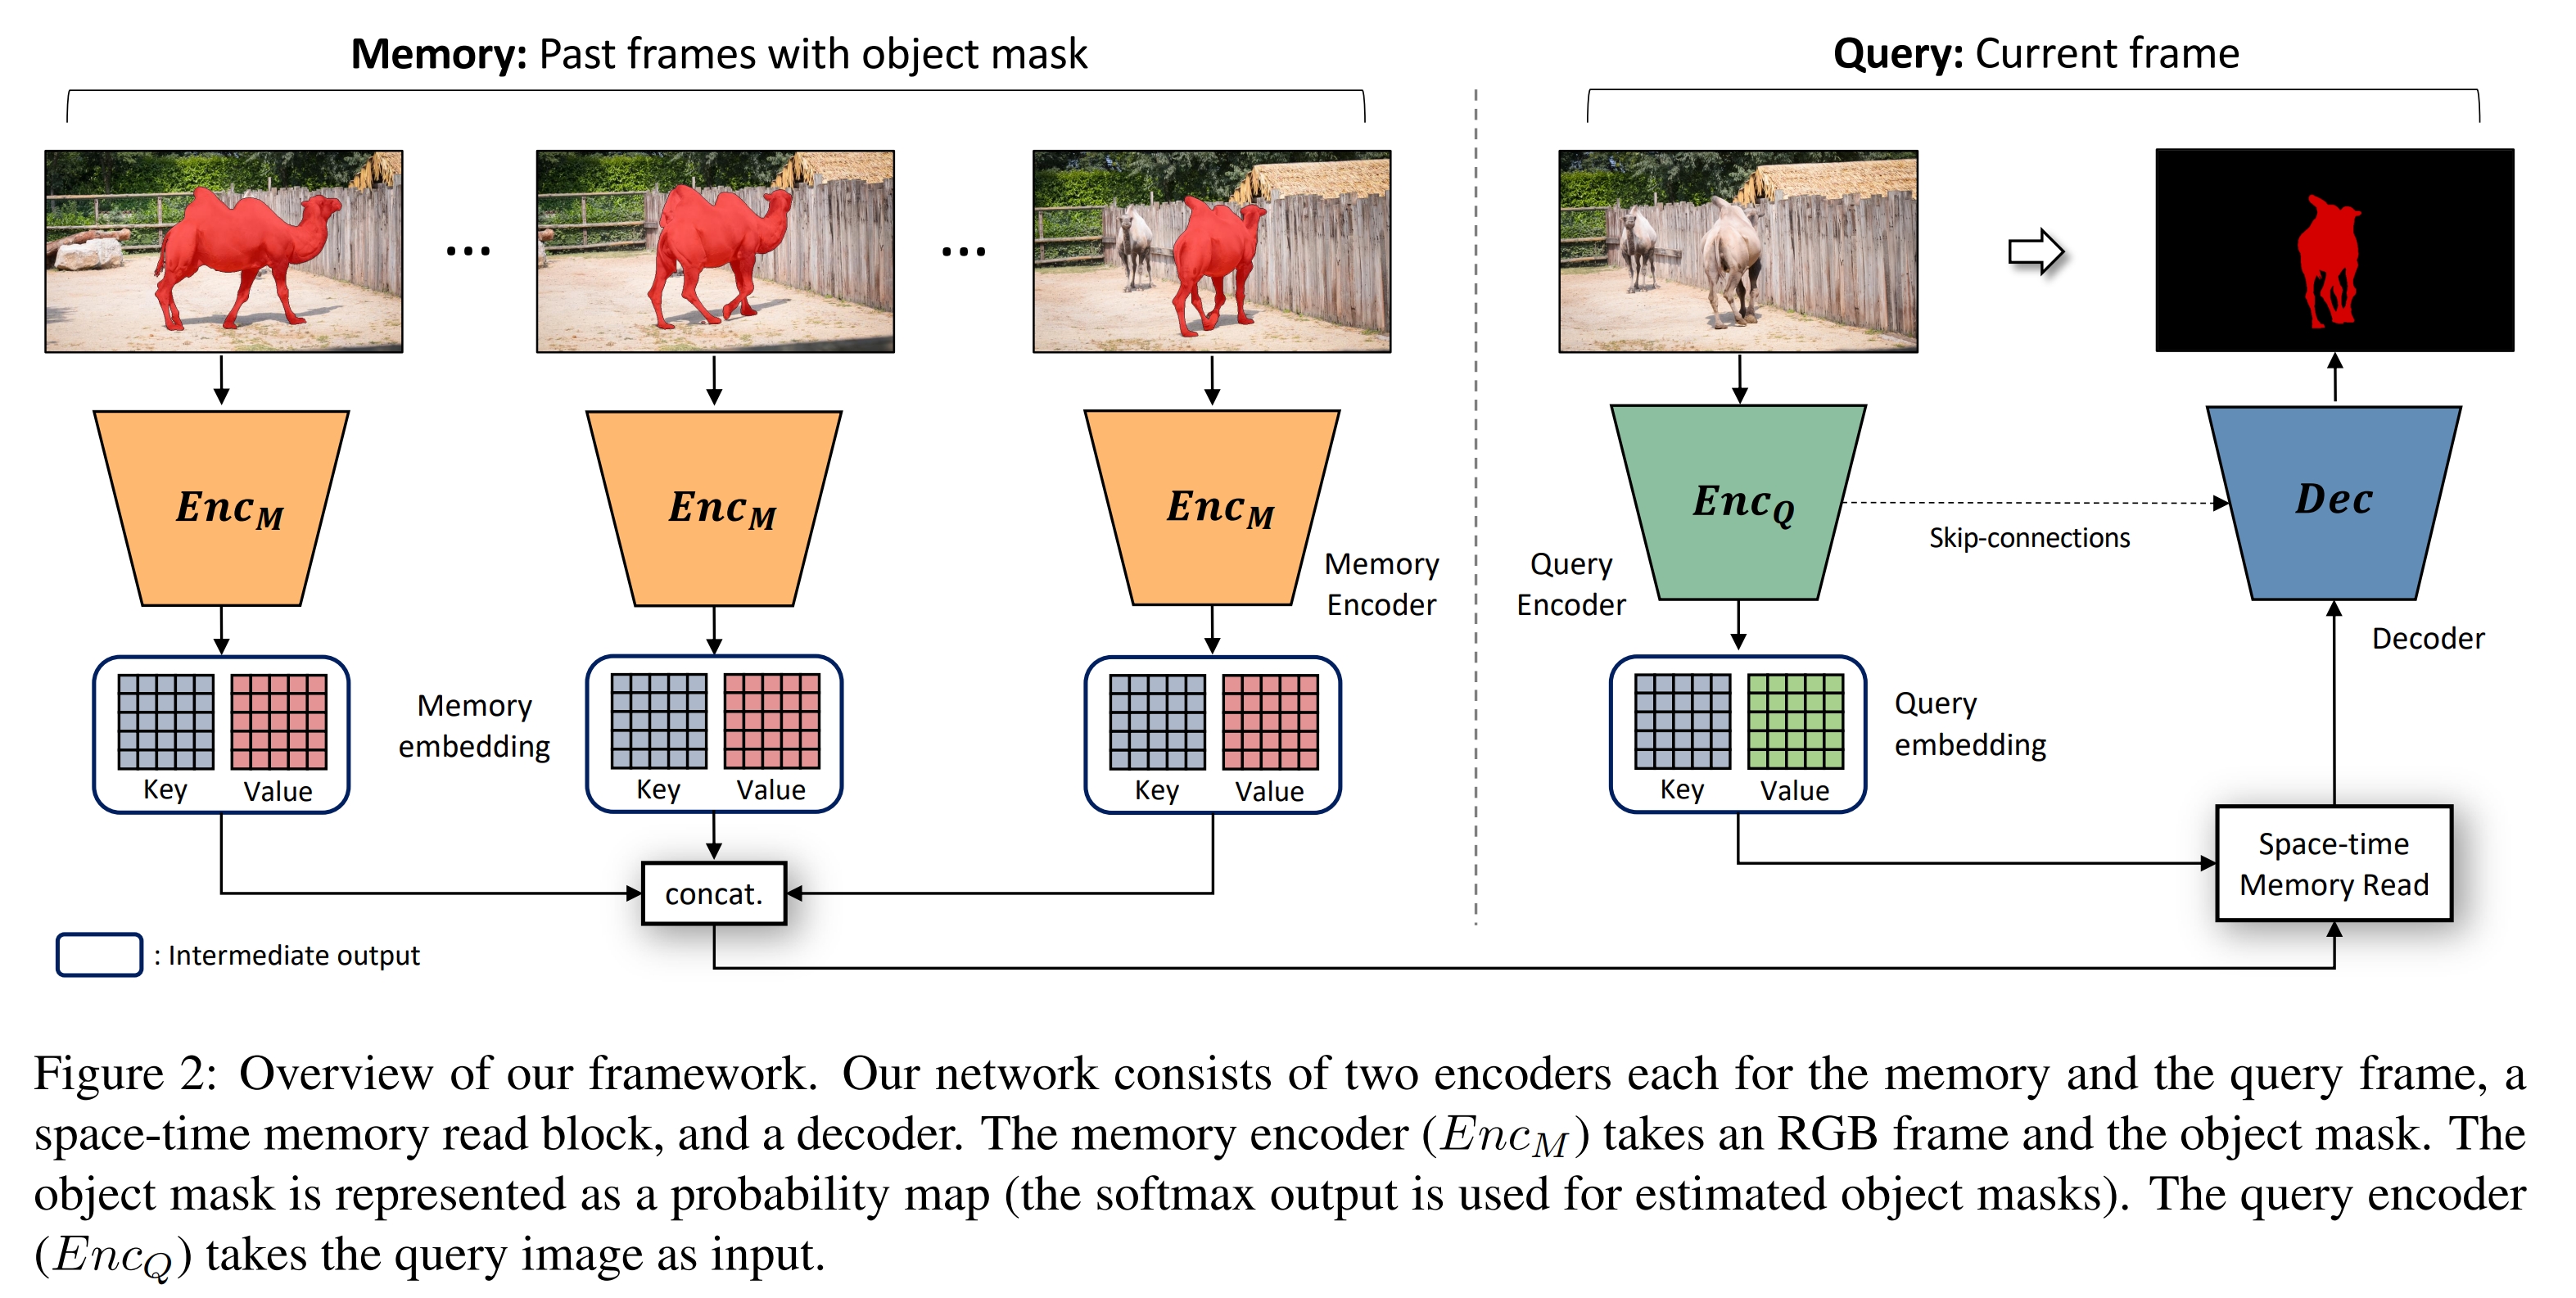 Memory: Past frames with object mask
Query: Current frame
...
...
Enc_M
Enc_M
Enc_M
Memory
Encoder
Query
Encoder
Enc_Q
Skip-connections
Dec
Decoder
Key Value
Memory
embedding
Key Value
Key Value
Key Value
Query
embedding
Space-time
Memory Read
concat.
: Intermediate output
Figure 2: Overview of our framework. Our network consists of two encoders each for the memory and the query frame, a
space-time memory read block, and a decoder. The memory encoder (Enc_M) takes an RGB frame and the object mask. The
object mask is represented as a probability map (the softmax output is used for estimated object masks). The query encoder
(Enc_Q) takes the query image as input.